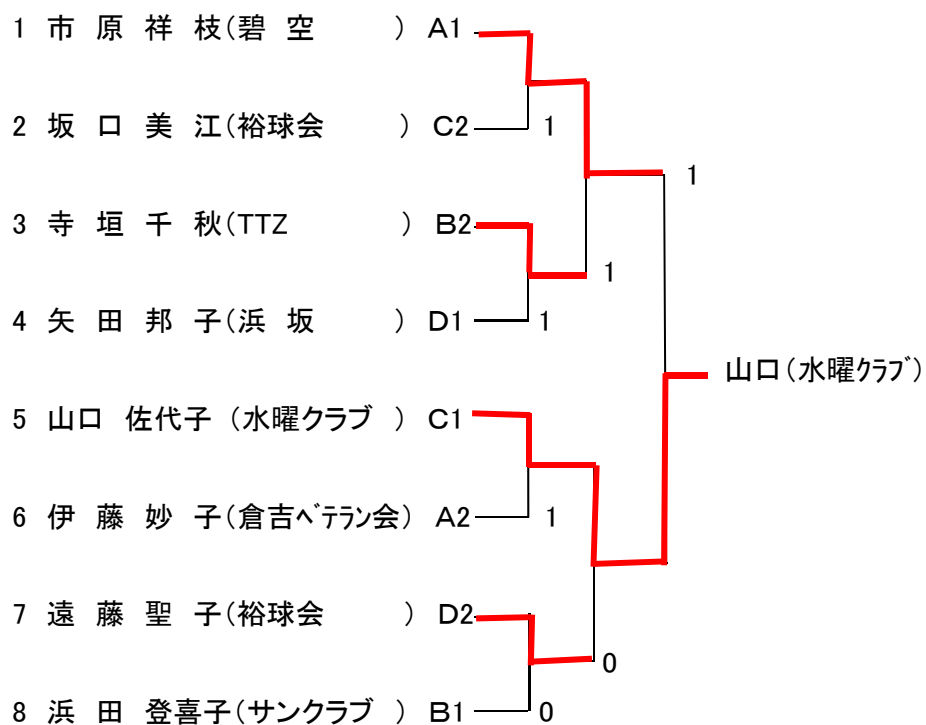 1 市 原 祥 枝(碧 空 ) A1
2 坂 口 美 江(裕球会 ) C2
1
1
3 寺 垣 千 秋(TTZ ) B2
1
4 矢 田 邦 子(浜 坂 ) D1
1
山口(水曜ｸﾗﾌﾞ)
5 山口 佐代子 (水曜クラブ ) C1
6 伊 藤 妙 子(倉吉ﾍﾞﾃﾗﾝ会) A2
1
7 遠 藤 聖 子(裕球会 ) D2
0
8 浜 田 登喜子(サンクラブ ) B1
0